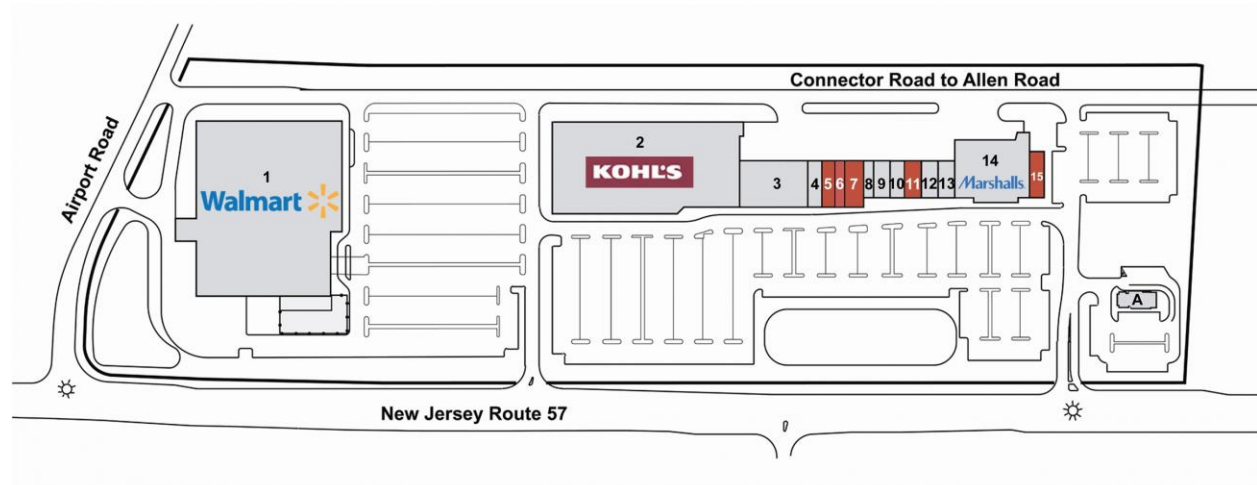 Connector Road to Allen Road
Airport Road
1
Walmart
2
KOHL'S
3
4
5
6
7
8
9
10
11
12
13
14
Marshalls
15
A
New Jersey Route 57